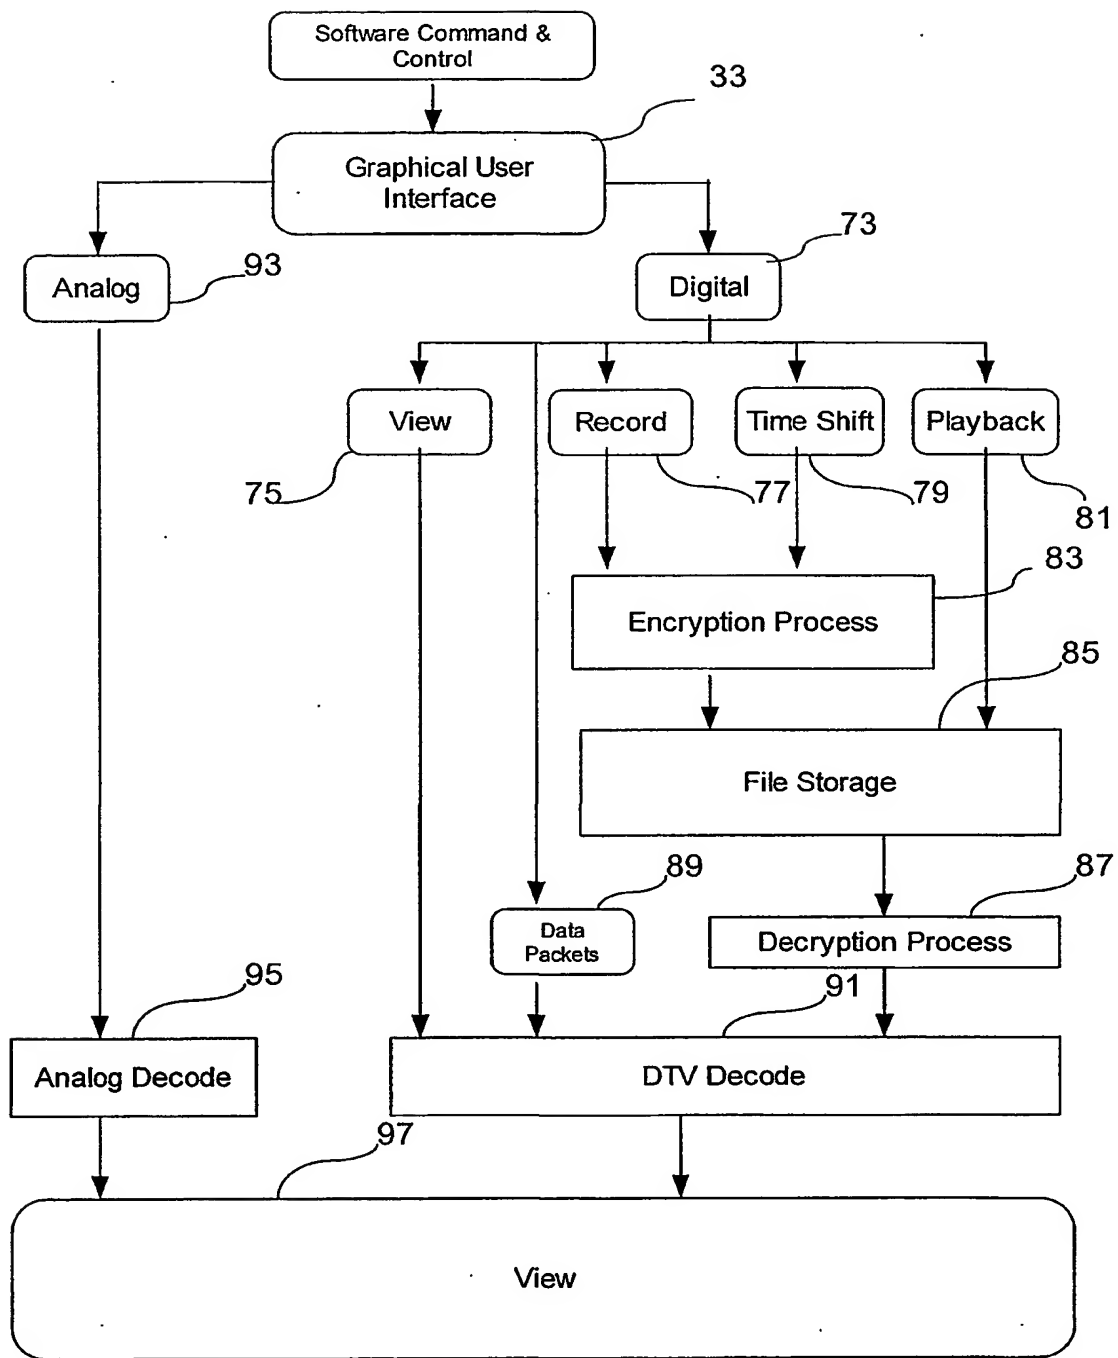 Software Command &
Control
33
Graphical User
Interface
73
93
Analog
Digital
View
Record
Time Shift
Playback
75
77
79
81
83
Encryption Process
85
File Storage
89
87
Data
Packets
Decryption Process
95
91
Analog Decode
DTV Decode
97
View